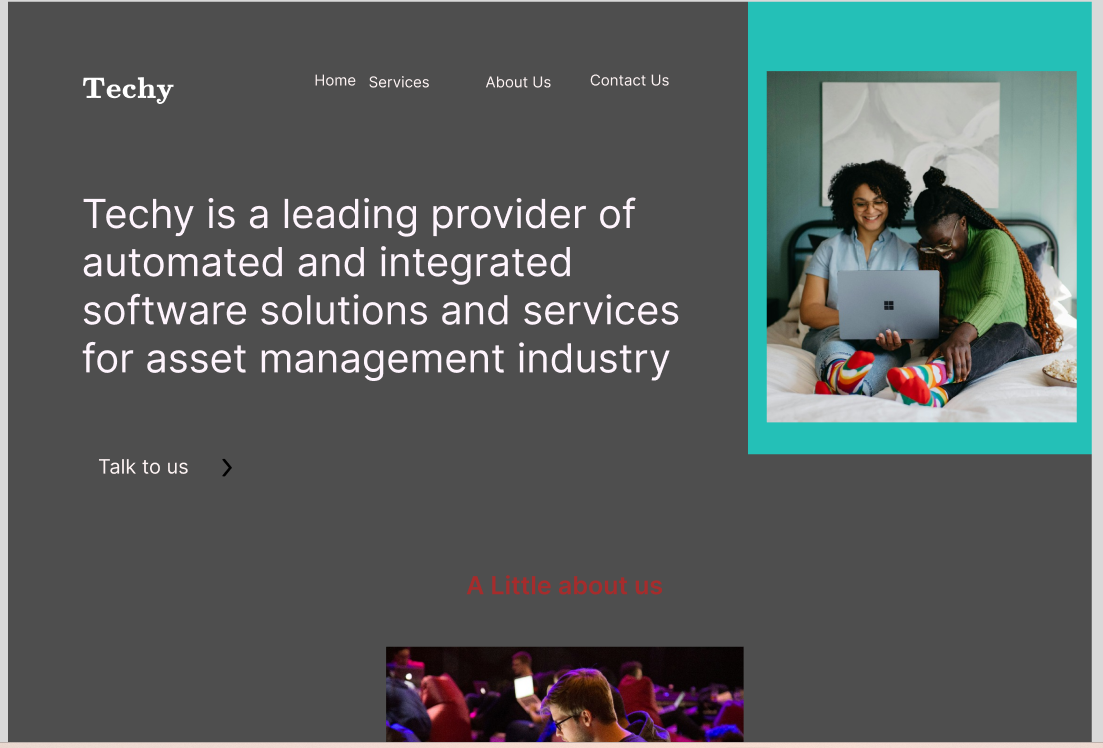 Techy
Home Services About Us Contact Us
Techy is a leading provider of
automated and integrated
software solutions and services
for asset management industry
Talk to us
A Little about us